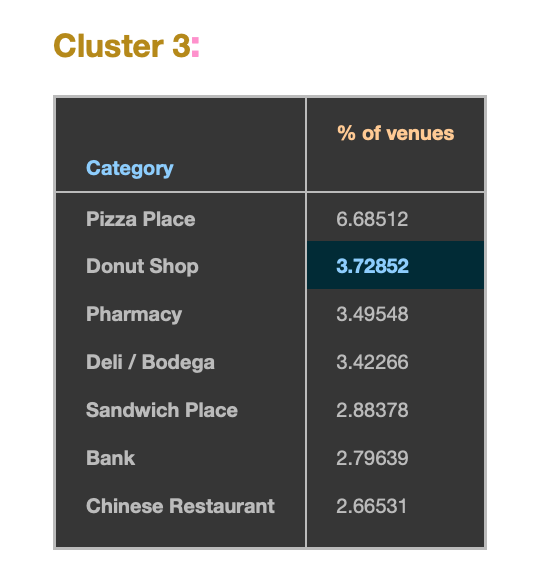 Cluster 3:
% of venues
Category
Pizza Place 6.68512
Donut Shop 3.72852
Pharmacy 3.49548
Deli / Bodega 3.42266
Sandwich Place 2.88378
Bank 2.79639
Chinese Restaurant 2.66531